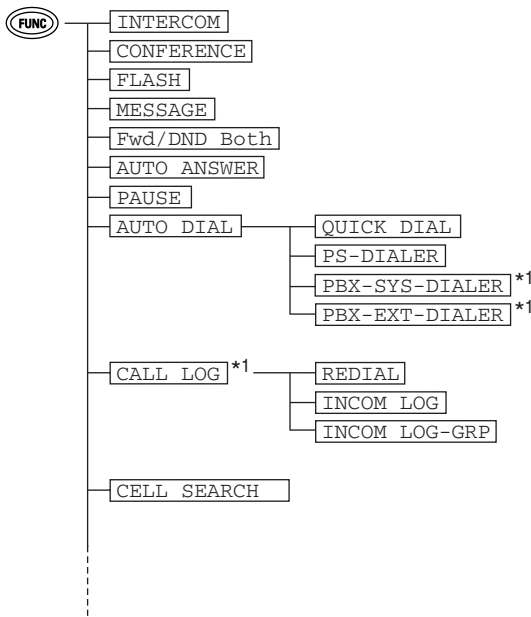 FUNC INTERCOM
CONFERENCE
FLASH
MESSAGE
Fwd/DND Both
AUTO ANSWER
PAUSE
AUTO DIAL QUICK DIAL
PS-DIALER
PBX-SYS-DIALER *1
PBX-EXT-DIALER *1
CALL LOG *1 REDIAL
INCOM LOG
INCOM LOG-GRP
CELL SEARCH